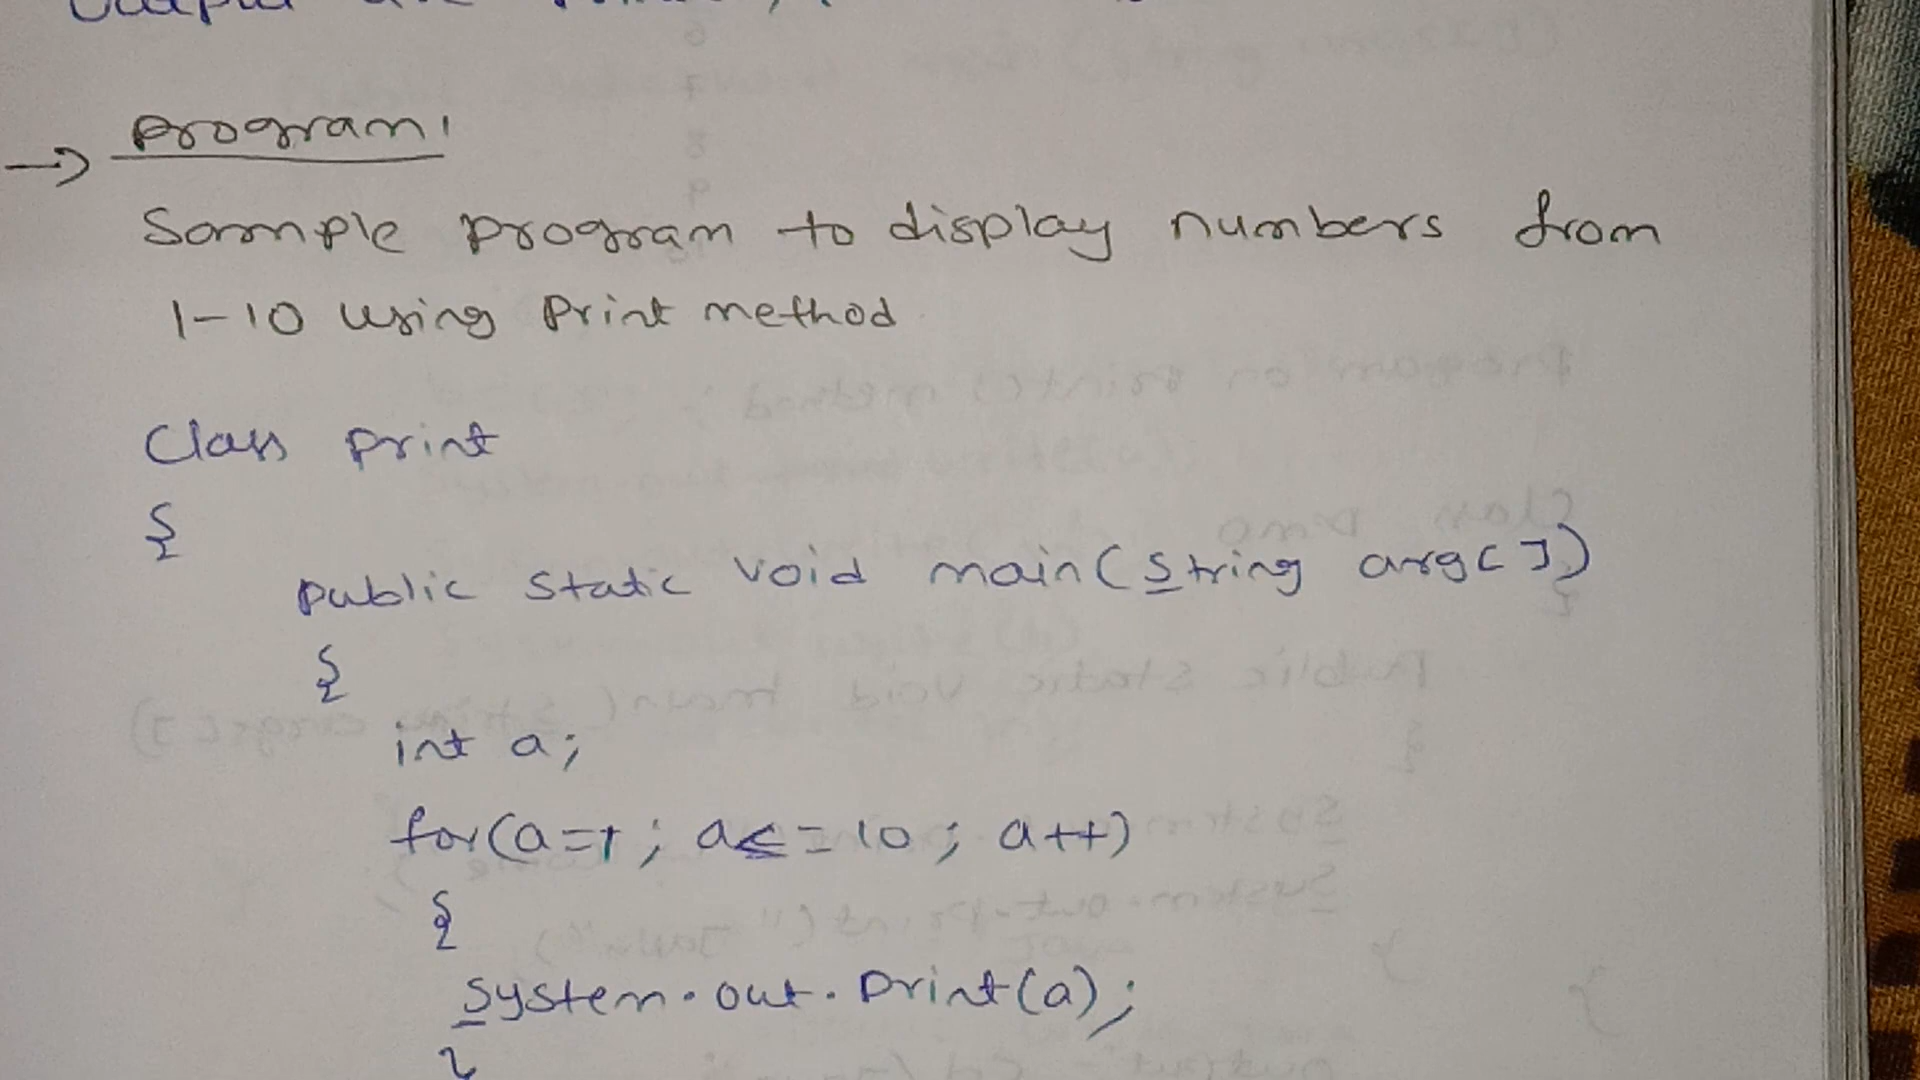 Program:
Sample program to display numbers from
1-10 using Print method
Class print
{
public static void main(String arg[])
{
int a;
for(a=1; a<=10; a++)
{
System.out.print(a);
}